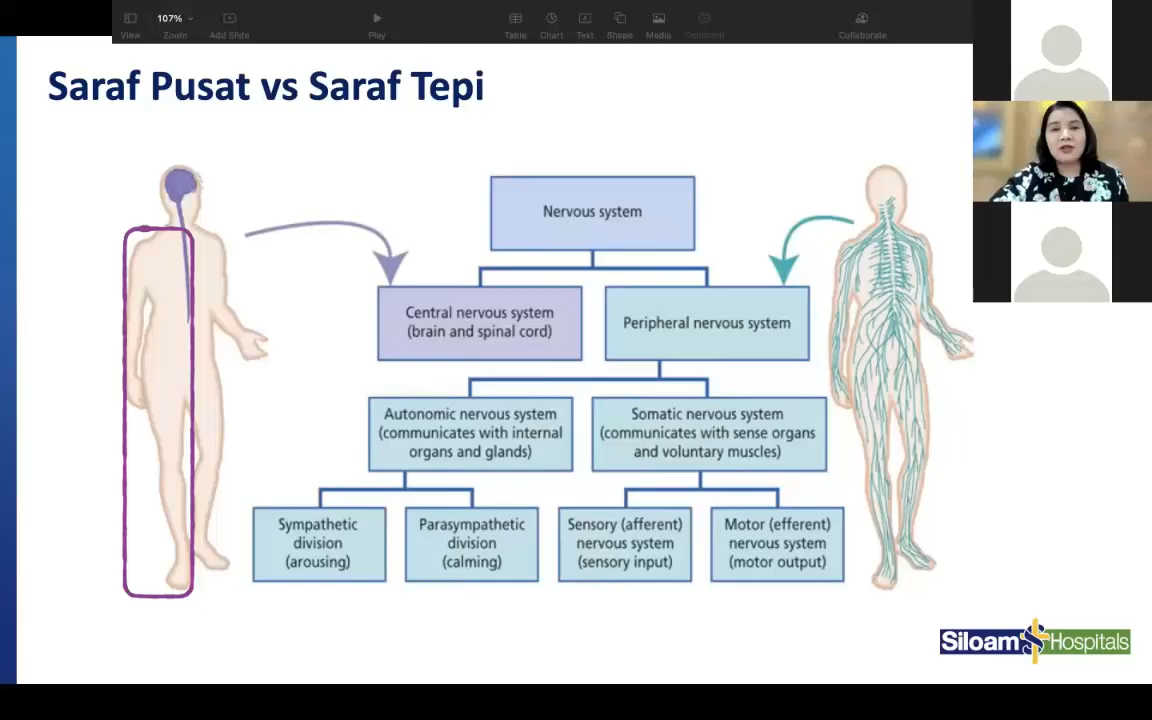 107%
View
Zoom
Add Slide
Play
Table
Chart
Text
Shape
Media
Comment
Collaborate
Saraf Pusat vs Saraf Tepi
Nervous system
Central nervous system
(brain and spinal cord)
Peripheral nervous system
Autonomic nervous system
(communicates with internal
organs and glands)
Somatic nervous system
(communicates with sense organs
and voluntary muscles)
Sympathetic
division
(arousing)
Parasympathetic
division
(calming)
Sensory (afferent)
nervous system
(sensory input)
Motor (efferent)
nervous system
(motor output)
Siloam Hospitals